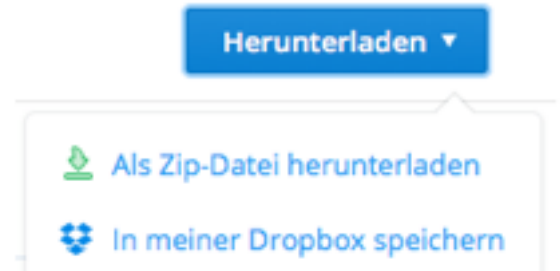 Herunterladen ▼
Als Zip-Datei herunterladen
In meiner Dropbox speichern